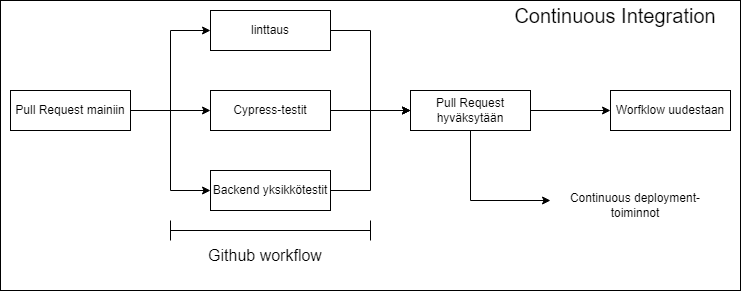 Continuous Integration
linttaus
Pull Request mainiin
Cypress-testit
Pull Request
hyväksytään
Worfklow uudestaan
Backend yksikkötestit
Continuous deployment-
toiminnot
Github workflow